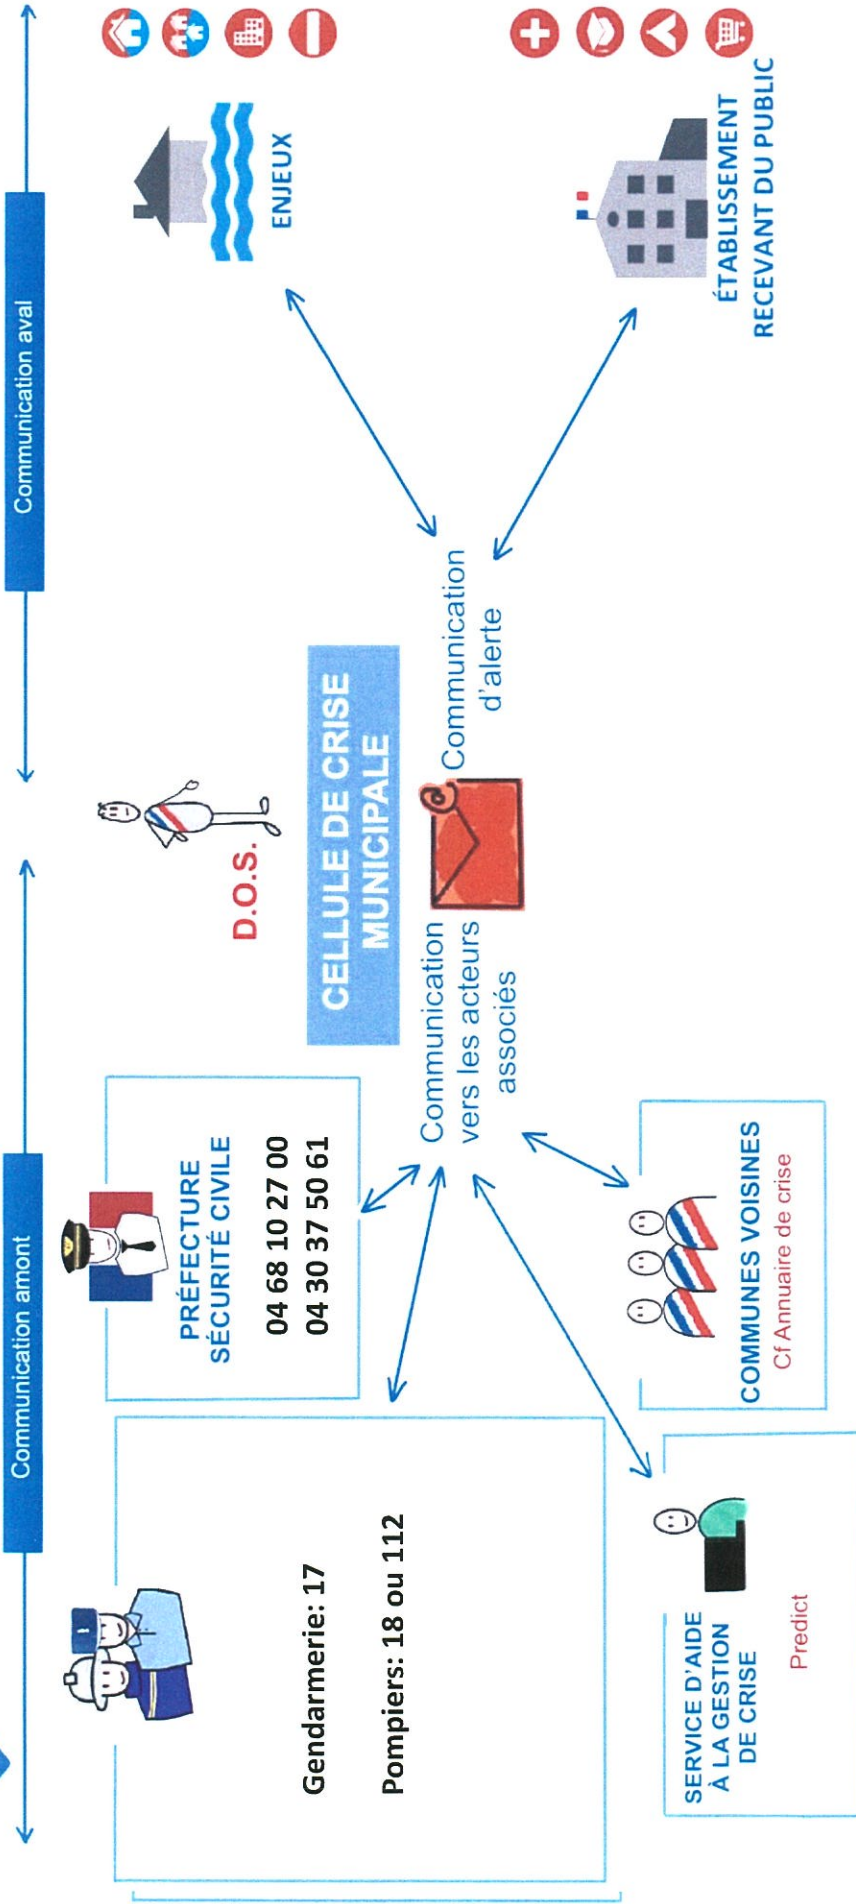 Communication amont
Communication aval
Gendarmerie: 17
Pompiers: 18 ou 112
PRÉFECTURE
SÉCURITÉ CIVILE
04 68 10 27 00
04 30 37 50 61
D.O.S.
CELLULE DE CRISE
MUNICIPALE
Communication
vers les acteurs
associés
Communication
d'alerte
ENJEUX
ÉTABLISSEMENT
RECEVANT DU PUBLIC
SERVICE D'AIDE
À LA GESTION
DE CRISE
Predict
COMMUNES VOISINES
Cf Annuaire de crise